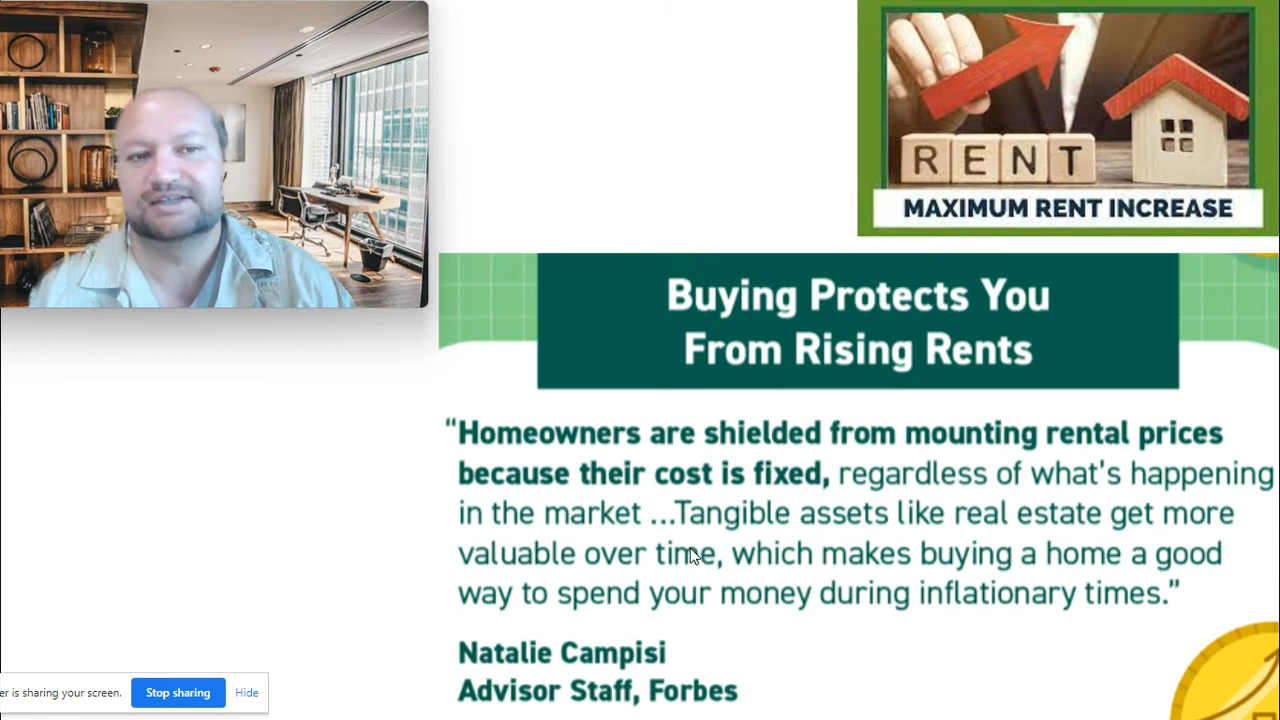 RENT
MAXIMUM RENT INCREASE
Buying Protects You
From Rising Rents
“Homeowners are shielded from mounting rental prices
because their cost is fixed, regardless of what’s happening
in the market ...Tangible assets like real estate get more
valuable over time, which makes buying a home a good
way to spend your money during inflationary times.”
Natalie Campisi
Advisor Staff, Forbes
er is sharing your screen. Stop sharing Hide